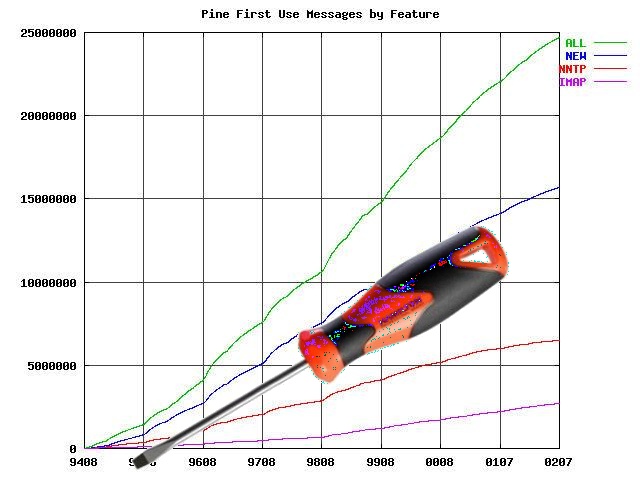 Pine First Use Messages by Feature
25000000
ALL
NEW
NNTP
IMAP
20000000
15000000
10000000
5000000
0
9408 9608 9708 9808 9908 0008 0107 0207